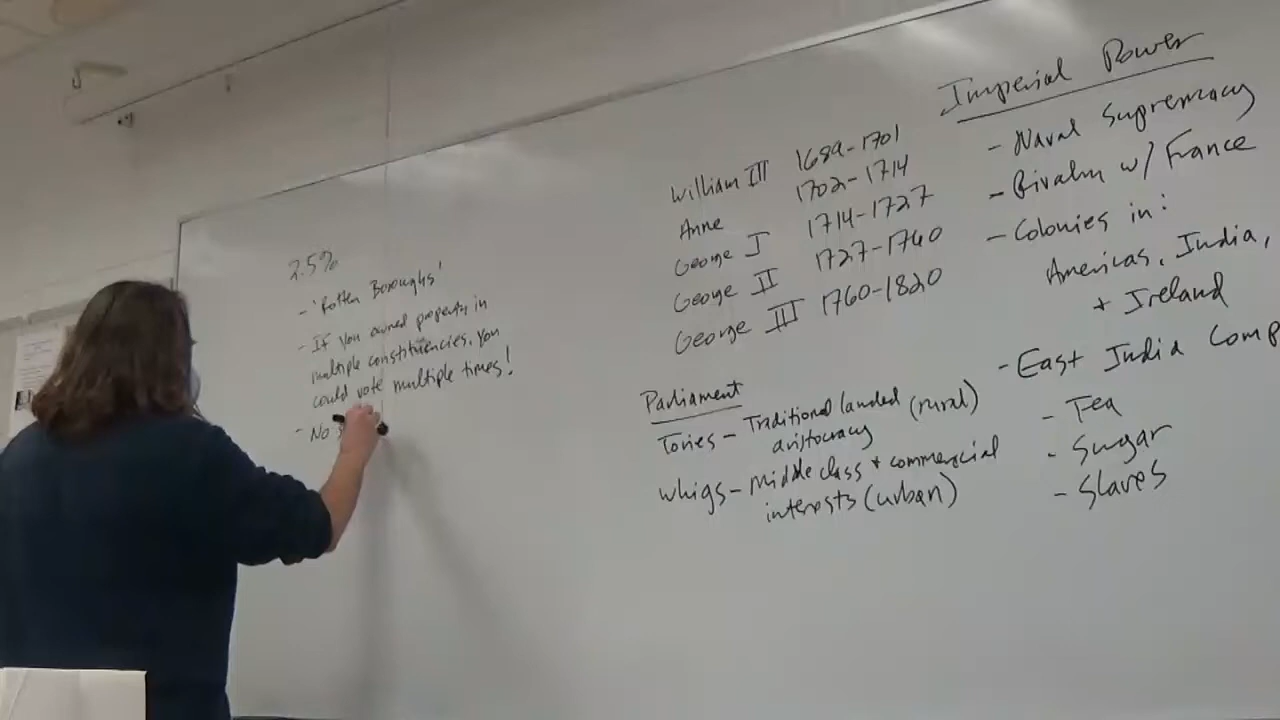 2.5%
- 'Rotten Boroughs'
- If you owned property in
multiple constituencies, you
could vote multiple times!
- No
William III 1689-1701
Anne 1702-1714
George I 1714-1727
George II 1727-1760
George III 1760-1820
Parliament
Tories - Traditional landed (rural)
aristocracy
Whigs - Middle class + commercial
interests (urban)
Imperial Power
- Naval Supremacy
- Rivalry w/ France
- Colonies in:
Americas, India,
+ Ireland
- East India Comp
- Tea
- Sugar
- Slaves